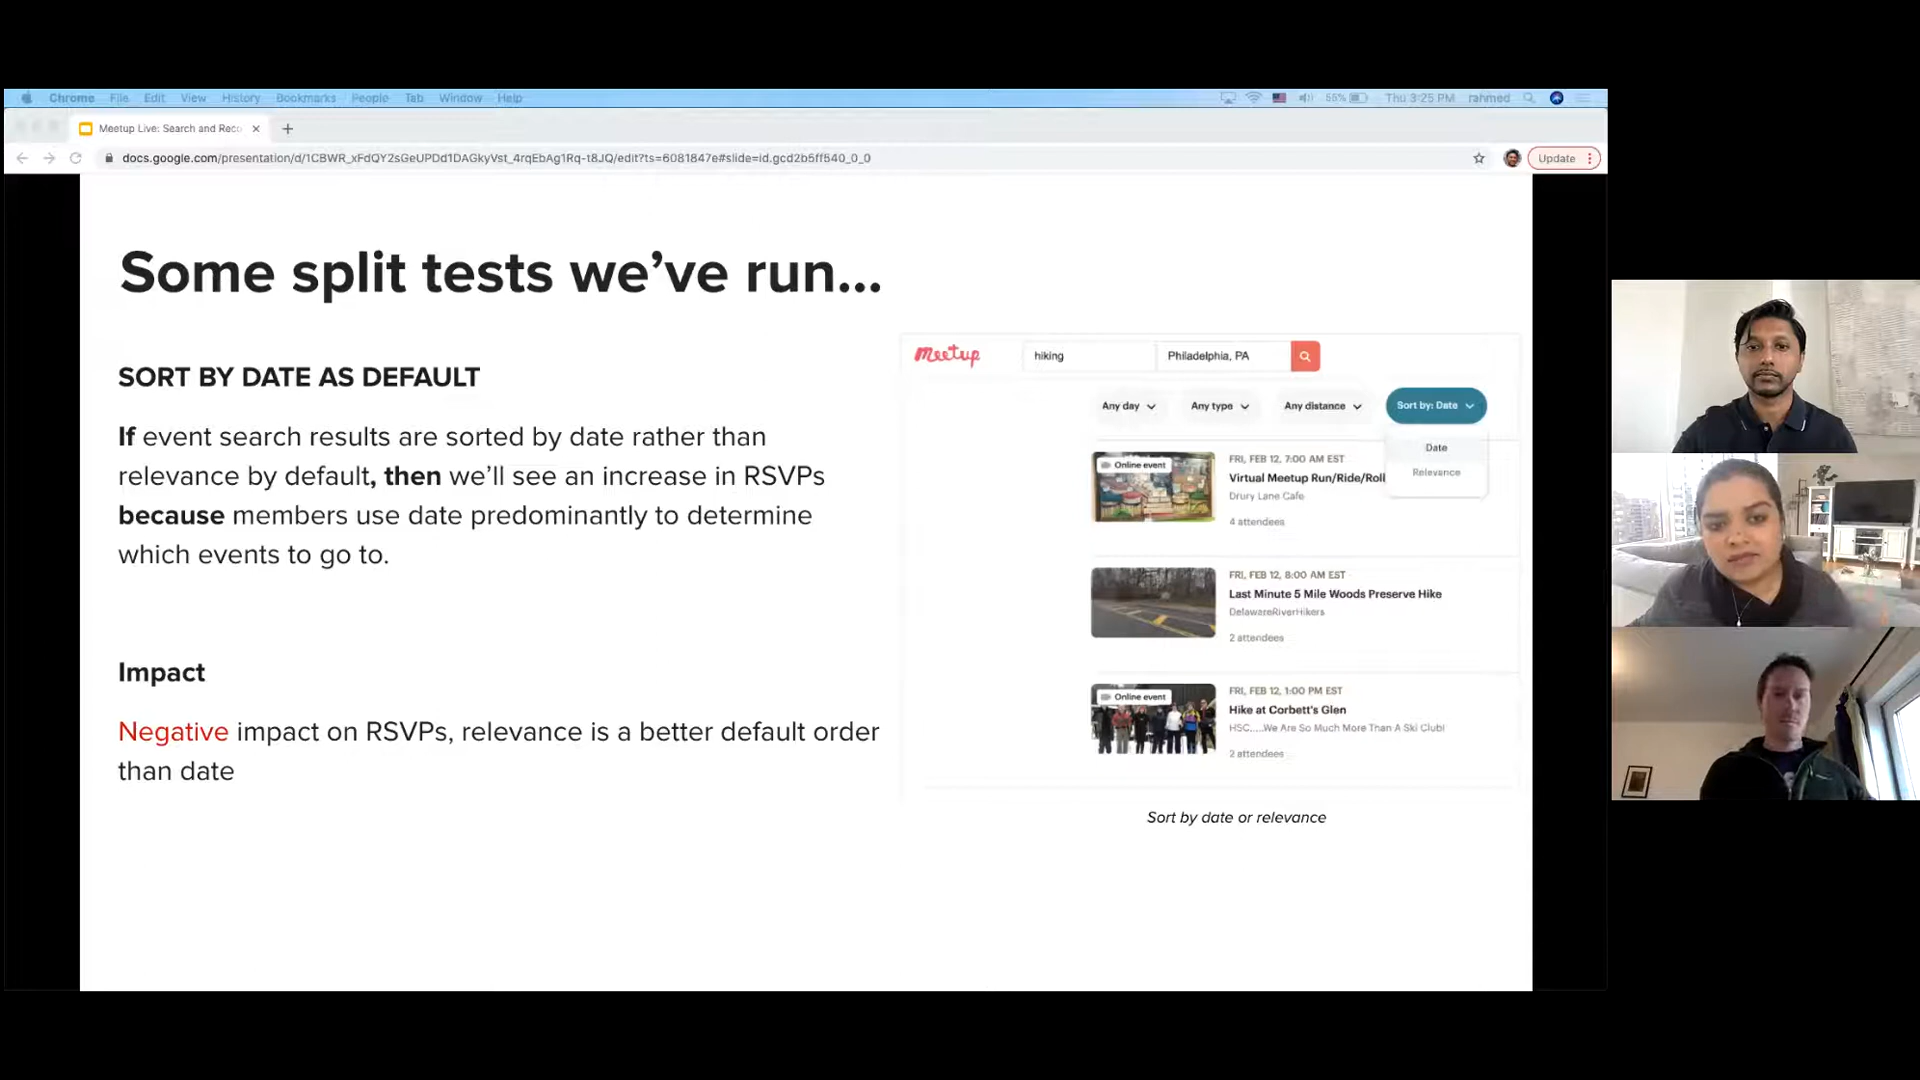 Chrome File Edit View History Bookmarks People Tab Window Help
55% Thu 3:25 PM rahmed
Meetup Live: Search and Reco
docs.google.com/presentation/d/1CBWR_xFdQY2sGeUPDd1DAGkyVst_4rqEbAg1Rq-t8JQ/edit?ts=6081847e#slide=id.gcd2b5ff540_0_0
Update
Some split tests we’ve run...
SORT BY DATE AS DEFAULT
If event search results are sorted by date rather than
relevance by default, then we’ll see an increase in RSVPs
because members use date predominantly to determine
which events to go to.
Impact
Negative impact on RSVPs, relevance is a better default order
than date
meetup
hiking
Philadelphia, PA
Any day
Any type
Any distance
Sort by: Date
Date
Relevance
Online event
FRI, FEB 12, 7:00 AM EST
Virtual Meetup Run/Ride/Roll
Drury Lane Cafe
4 attendees
FRI, FEB 12, 8:00 AM EST
Last Minute 5 Mile Woods Preserve Hike
DelawareRiverHikers
2 attendees
Online event
FRI, FEB 12, 1:00 PM EST
Hike at Corbett's Glen
HSC.....We Are So Much More Than A Ski Club!
2 attendees
Sort by date or relevance